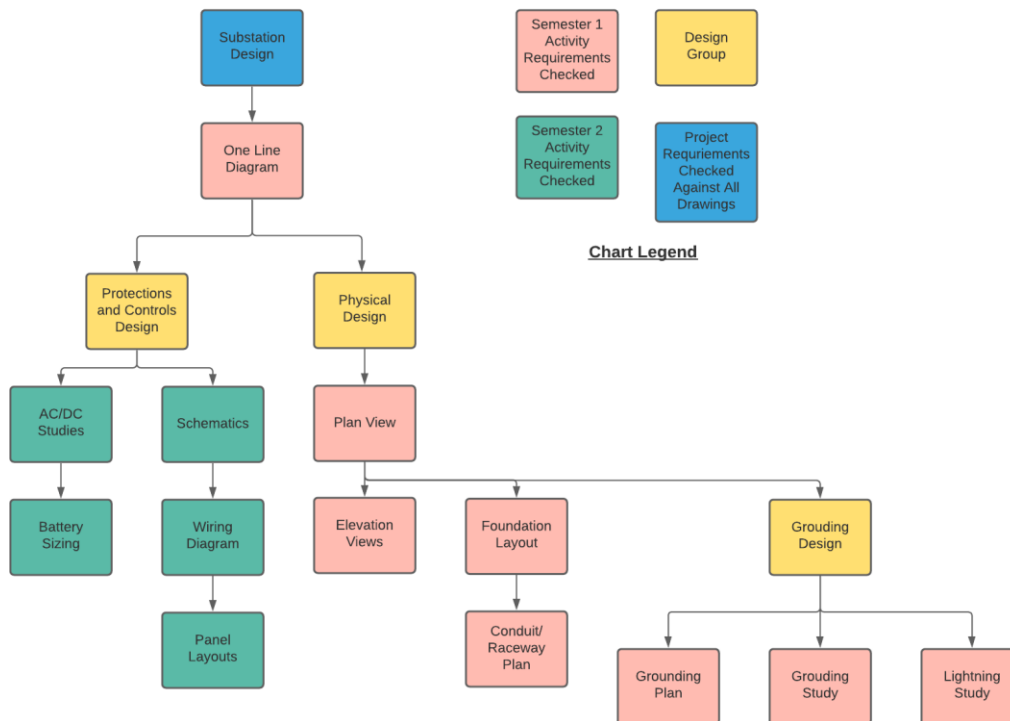 Substation
Design
Semester 1
Activity
Requirements
Checked
Design
Group
One Line
Diagram
Semester 2
Activity
Requirements
Checked
Project
Requriements
Checked
Against All
Drawings
Chart Legend
Protections
and Controls
Design
Physical
Design
AC/DC
Studies
Schematics
Plan View
Battery
Sizing
Wiring
Diagram
Elevation
Views
Foundation
Layout
Grouding
Design
Panel
Layouts
Conduit/
Raceway
Plan
Grounding
Plan
Grouding
Study
Lightning
Study